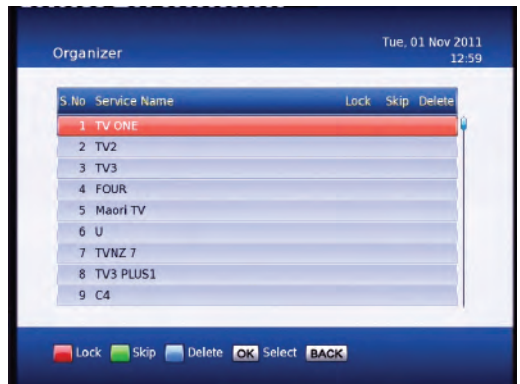 Tue, 01 Nov 2011
Organizer
12:59
S.No Service Name Lock Skip Delete
1 TV ONE
2 TV2
3 TV3
4 FOUR
5 Maori TV
6 U
7 TVNZ 7
8 TV3 PLUS1
9 C4
Lock Skip Delete OK Select BACK